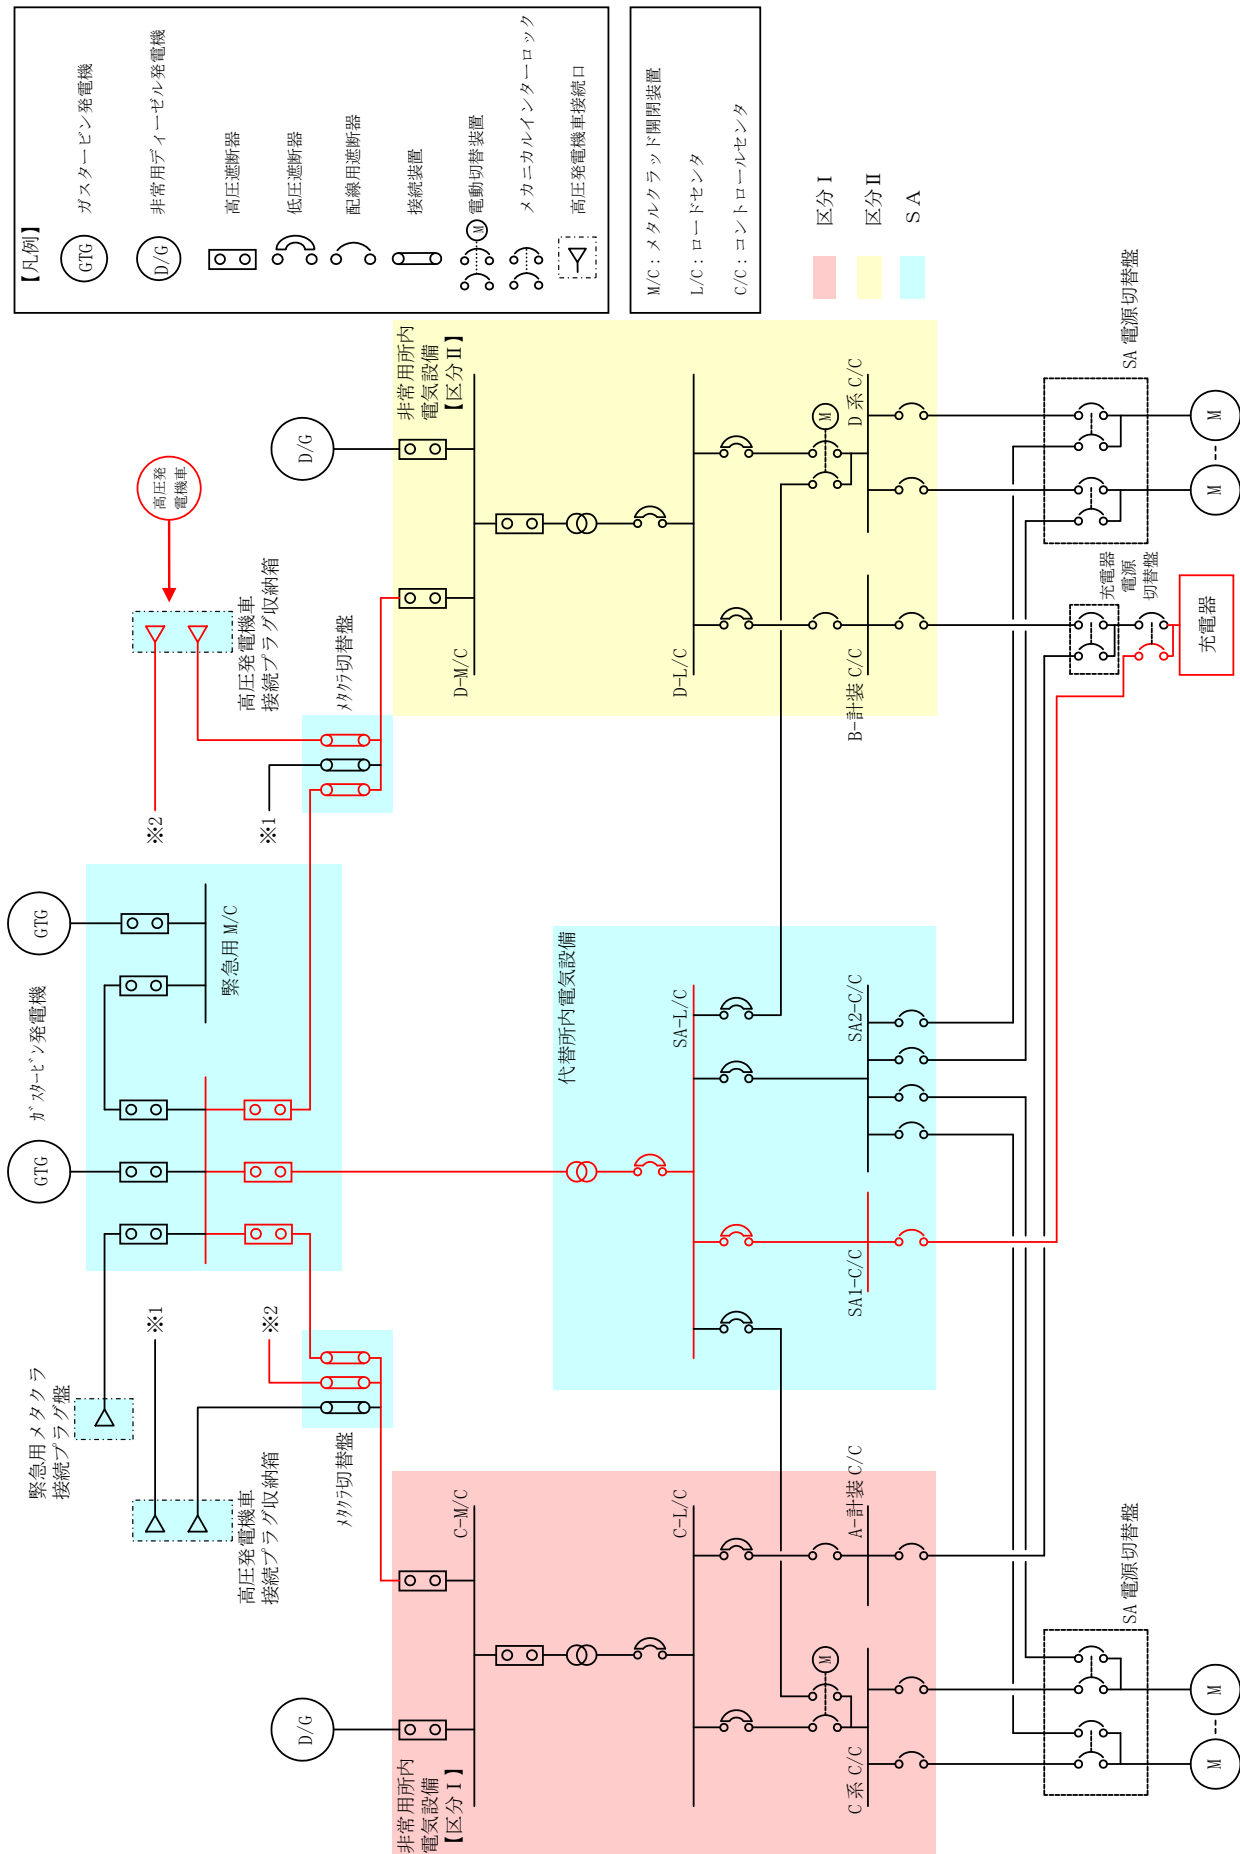 【凡例】
GTG
ガスタービン発電機
D/G
非常用ディーゼル発電機
高圧遮断器
低圧遮断器
配線用遮断器
接続装置
M
電動切替装置
メカニカルインターロック
高圧発電機車接続口
M/C：メタルクラッド開閉装置
L/C：ロードセンタ
C/C：コントロールセンタ
区分Ⅰ
区分Ⅱ
SA
緊急用メタクラ
接続プラグ盤
GTG
ｶﾞｽﾀｰﾋﾞﾝ発電機
GTG
緊急用 M/C
※1
※2
高圧発電機車
接続プラグ収納箱
ﾒﾀｸﾗ切替盤
※2
※1
高圧発
電機車
高圧発電機車
接続プラグ収納箱
ﾒﾀｸﾗ切替盤
D/G
非常用所内
電気設備
【区分Ⅰ】
C-M/C
C-L/C
M
C 系 C/C
A-計装 C/C
代替所内電気設備
SA-L/C
SA1-C/C
SA2-C/C
D/G
非常用所内
電気設備
【区分Ⅱ】
D-M/C
D-L/C
M
B-計装 C/C
D 系 C/C
SA 電源切替盤
M
M
充電器
電源
切替盤
充電器
SA 電源切替盤
M
M